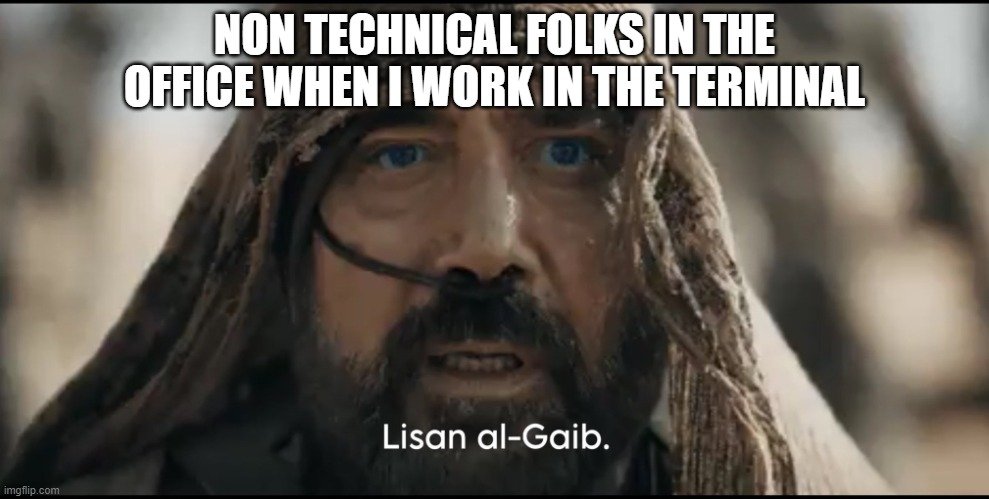 NON TECHNICAL FOLKS IN THE
OFFICE WHEN I WORK IN THE TERMINAL
Lisan al-Gaib.
imgflip.com